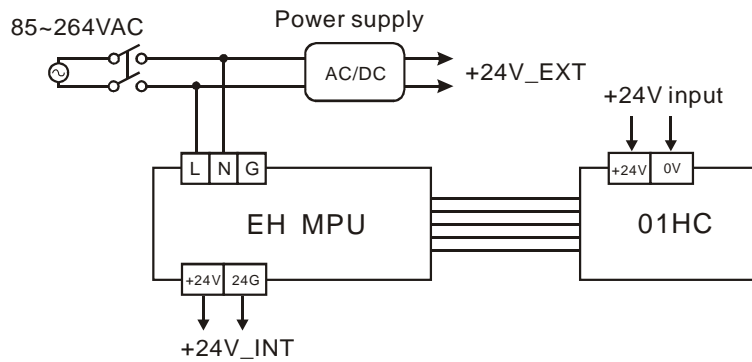 Power supply
85~264VAC
AC/DC
+24V_EXT
+24V input
L N G
+24V 0V
EH MPU
01HC
+24V 24G
+24V_INT